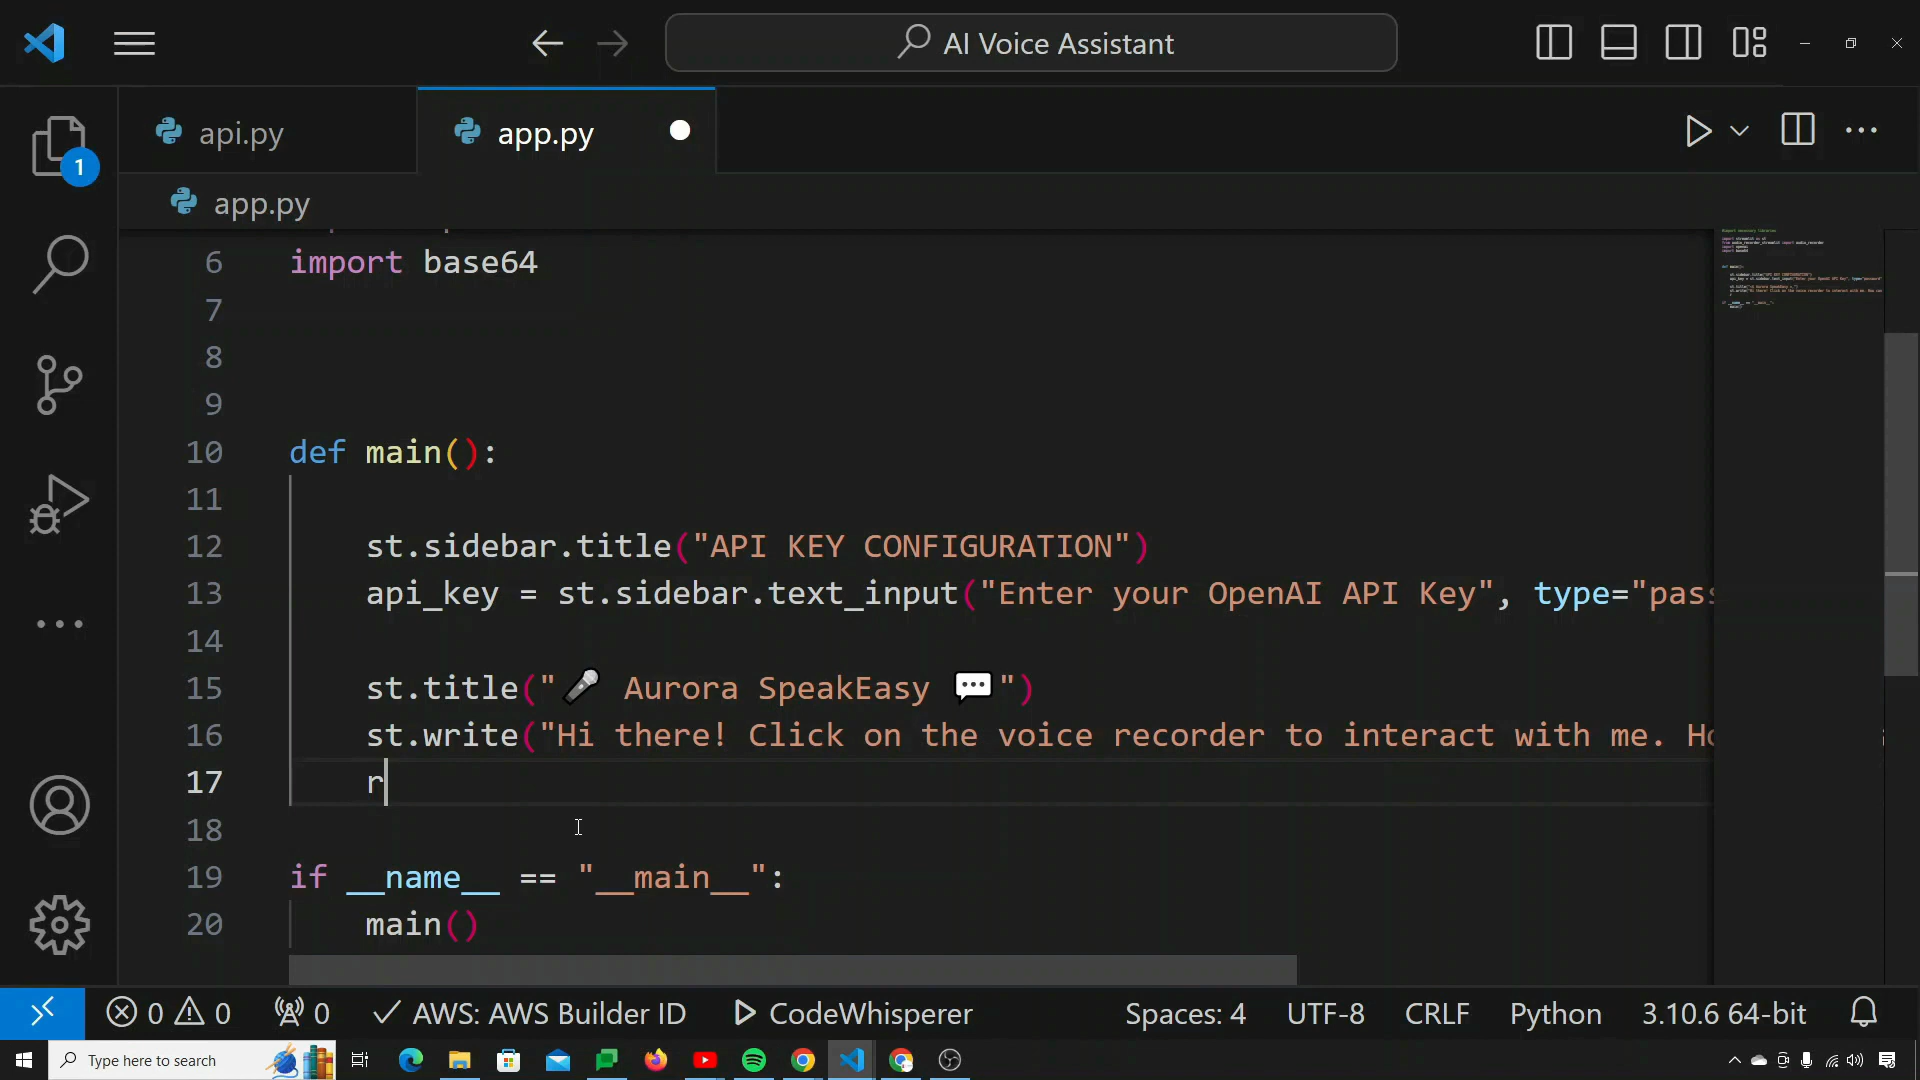 AI Voice Assistant
api.py
app.py
1
app.py
6 import base64
7
8
9
10 def main():
11
12 st.sidebar.title("API KEY CONFIGURATION")
13 api_key = st.sidebar.text_input("Enter your OpenAI API Key", type="pass
14
15 st.title("🎤 Aurora SpeakEasy 💬")
16 st.write("Hi there! Click on the voice recorder to interact with me. Ho
17 r
18
19 if __name__ == "__main__":
20 main()
0 0 0 AWS: AWS Builder ID CodeWhisperer Spaces: 4 UTF-8 CRLF Python 3.10.6 64-bit
Type here to search